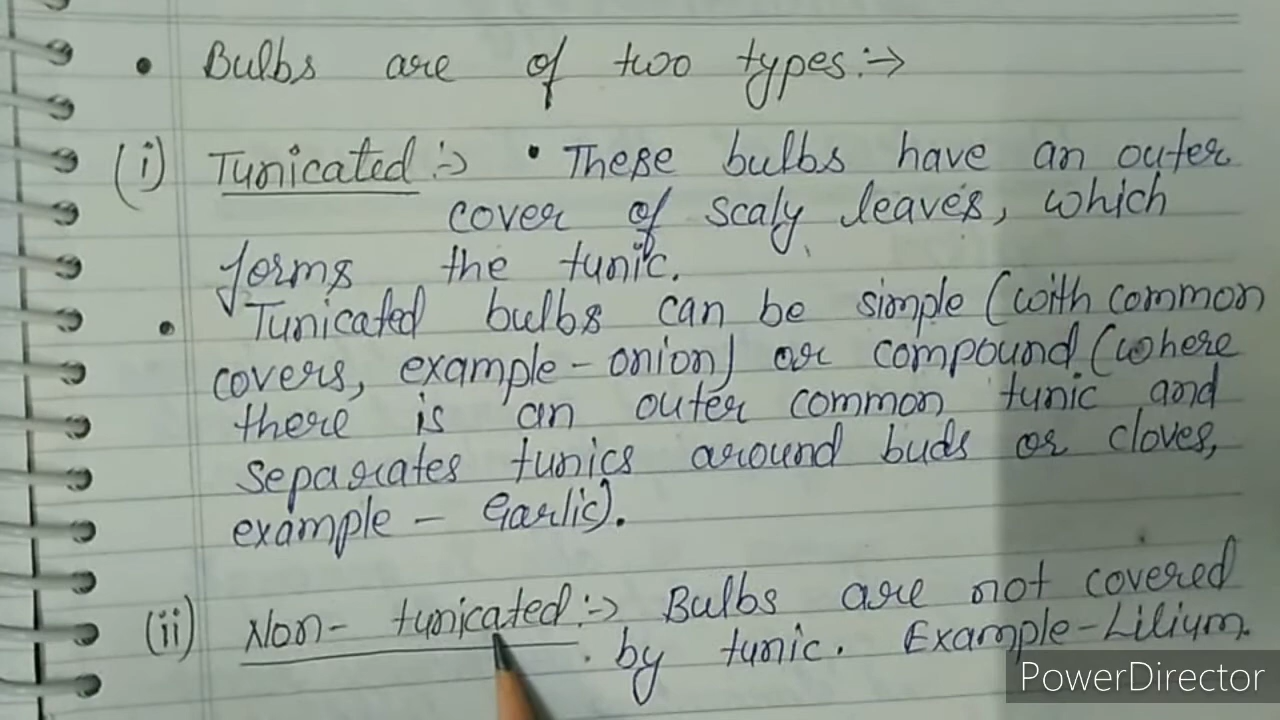 • Bulbs are of two types :→
(i) Tunicated :→ • These bulbs have an outer
cover of scaly leaves, which
forms the tunic.
• Tunicated bulbs can be simple (with common
covers, example - onion) or compound (where
there is an outer common tunic and
separates tunics around buds or cloves,
example - Garlic).
(ii) Non- tunicated :→ Bulbs are not covered
by tunic. Example - Lilium.
PowerDirector